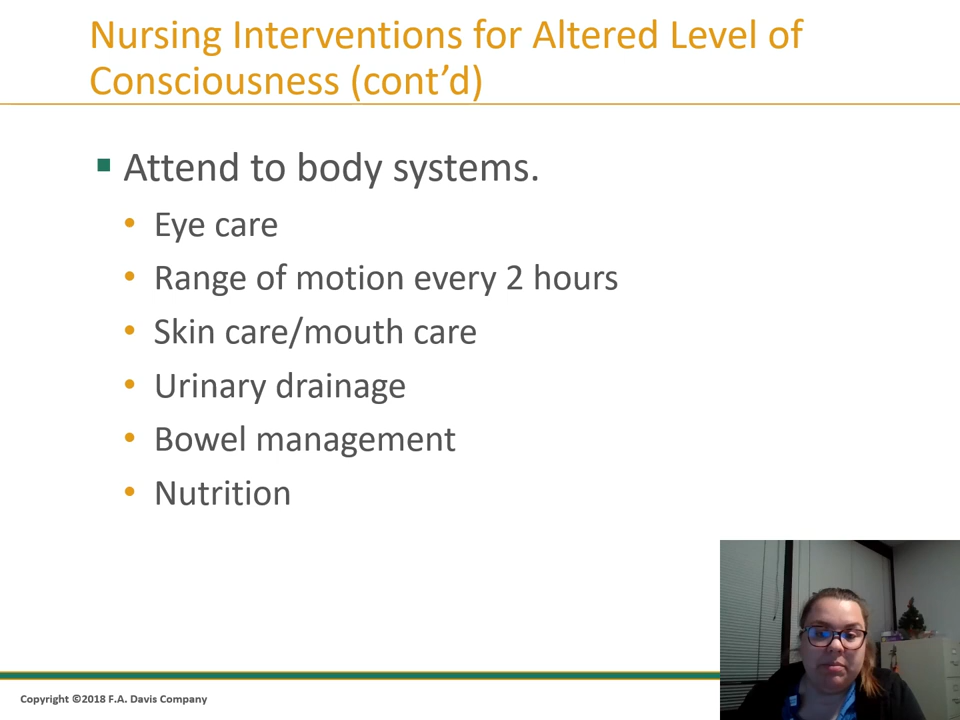 Nursing Interventions for Altered Level of
Consciousness (cont’d)
Attend to body systems.
Eye care
Range of motion every 2 hours
Skin care/mouth care
Urinary drainage
Bowel management
Nutrition
Copyright ©2018 F.A. Davis Company